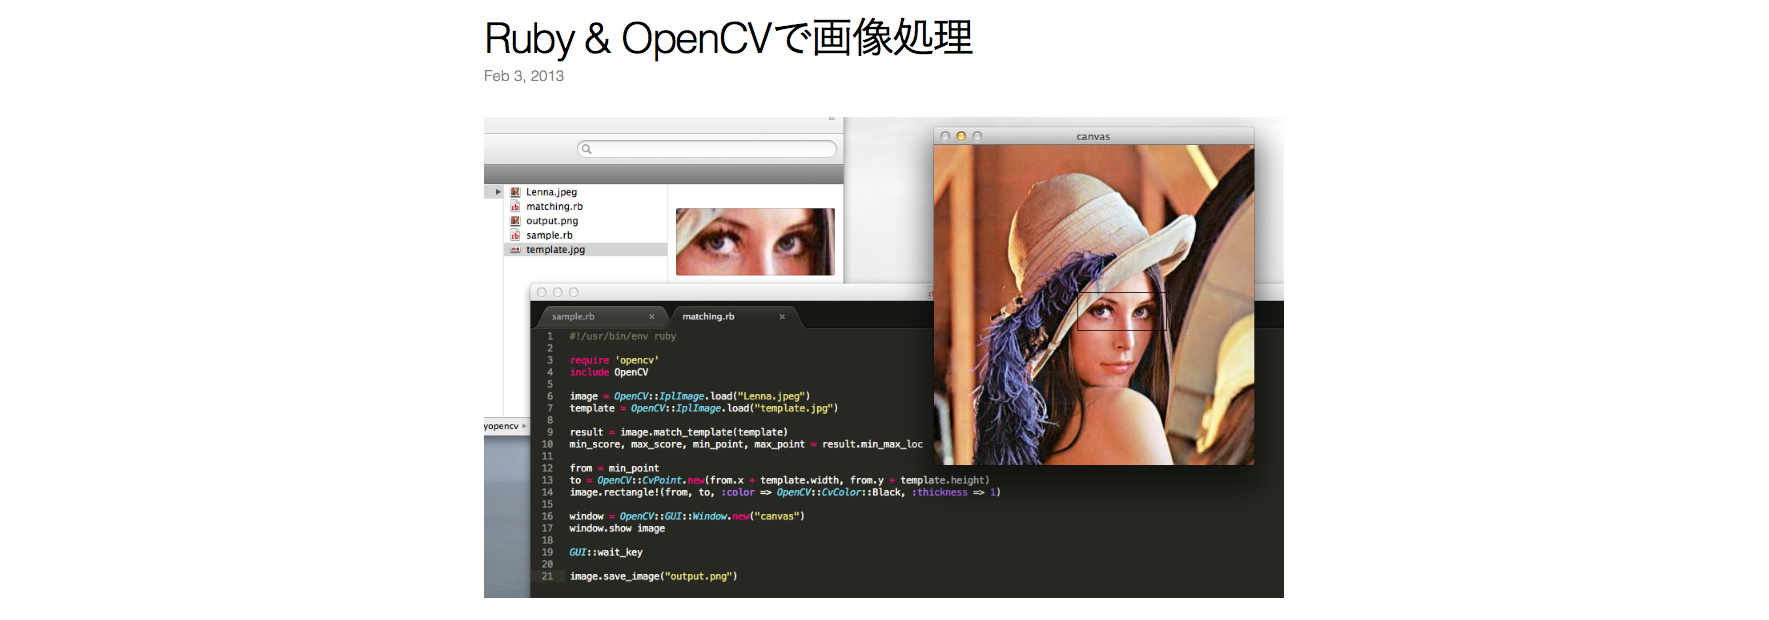 Ruby & OpenCVで画像処理
Feb 3, 2013
canvas
Lenna.jpeg
matching.rb
output.png
sample.rb
template.jpg
yopencv
sample.rb
matching.rb
1 #!/usr/bin/env ruby
2
3 require 'opencv'
4 include OpenCV
5
6 image = OpenCV::IplImage.load("Lenna.jpeg")
7 template = OpenCV::IplImage.load("template.jpg")
8
9 result = image.match_template(template)
10 min_score, max_score, min_point, max_point = result.min_max_loc
11
12 from = min_point
13 to = OpenCV::CvPoint.new(from.x + template.width, from.y + template.height)
14 image.rectangle!(from, to, :color => OpenCV::CvColor::Black, :thickness => 1)
15
16 window = OpenCV::GUI::Window.new("canvas")
17 window.show image
18
19 GUI::wait_key
20
21 image.save_image("output.png")